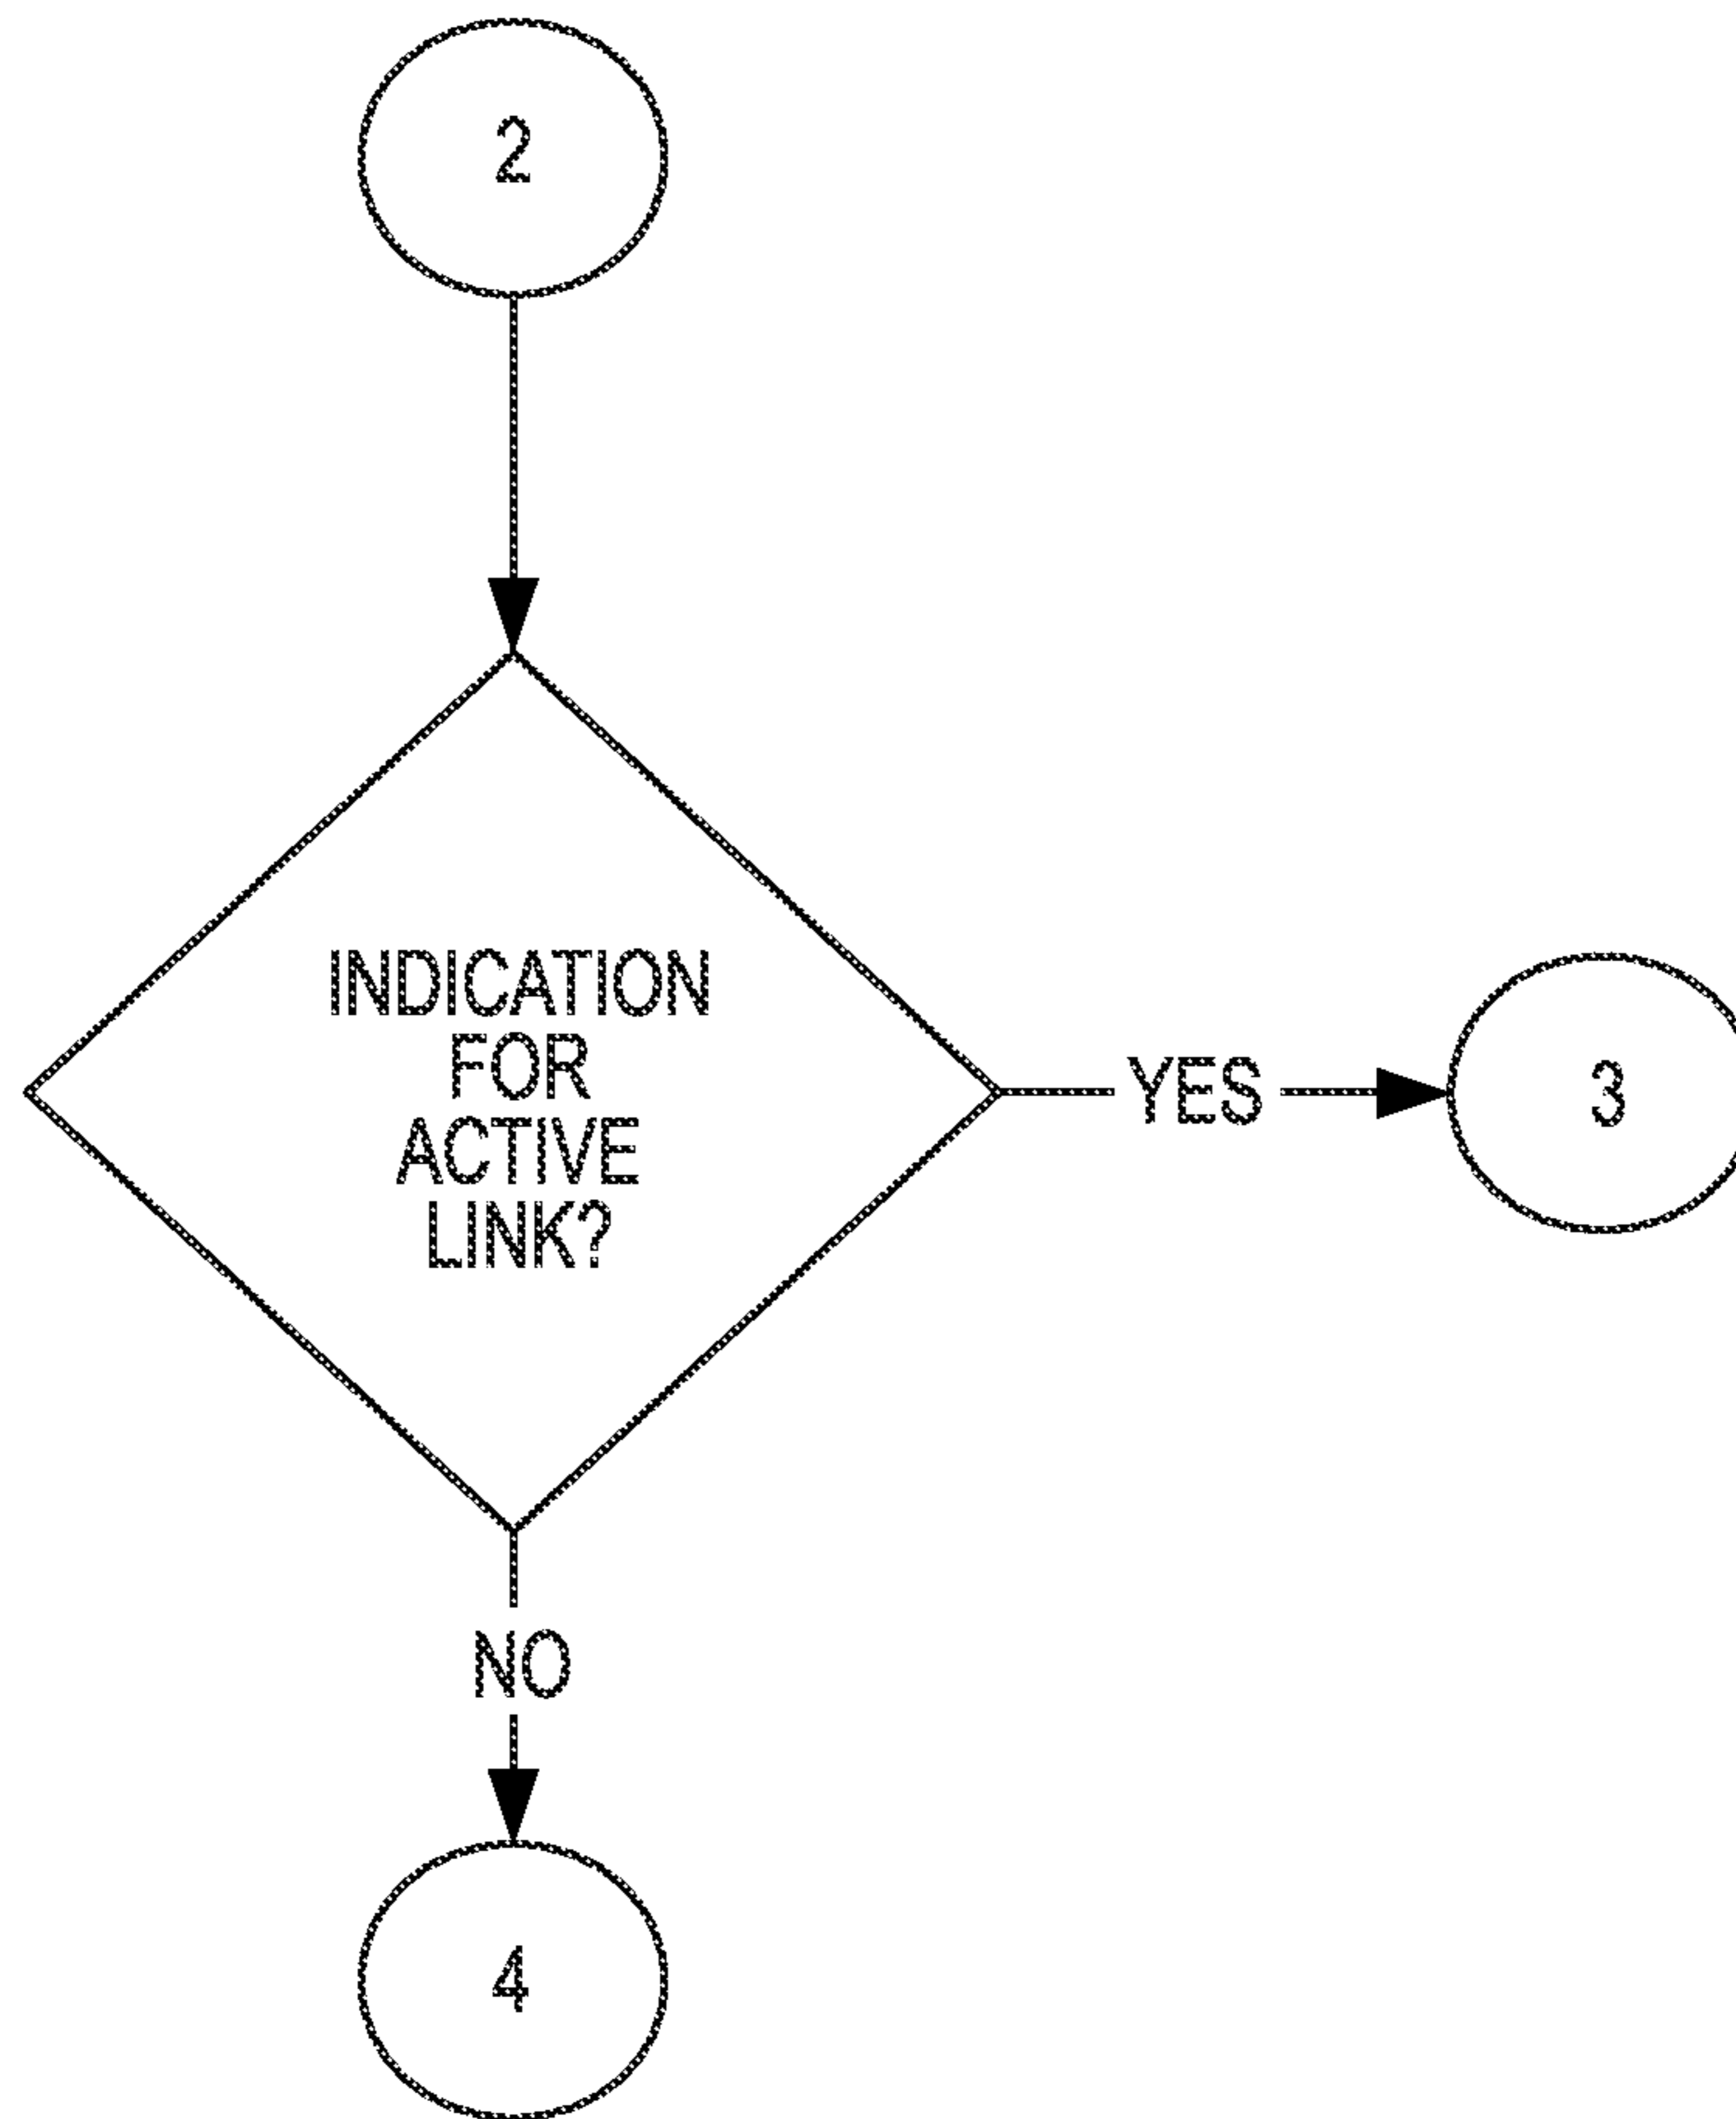 2
INDICATION
FOR
ACTIVE
LINK?
YES
3
NO
4